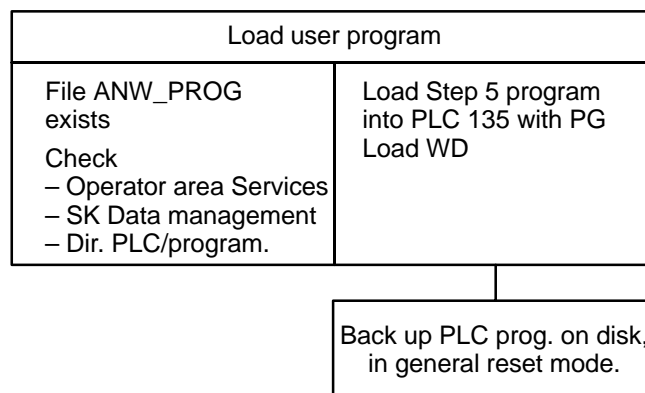 Load user program
File ANW_PROG
exists
Check
– Operator area Services
– SK Data management
– Dir. PLC/program.
Load Step 5 program
into PLC 135 with PG
Load WD
Back up PLC prog. on disk,
in general reset mode.